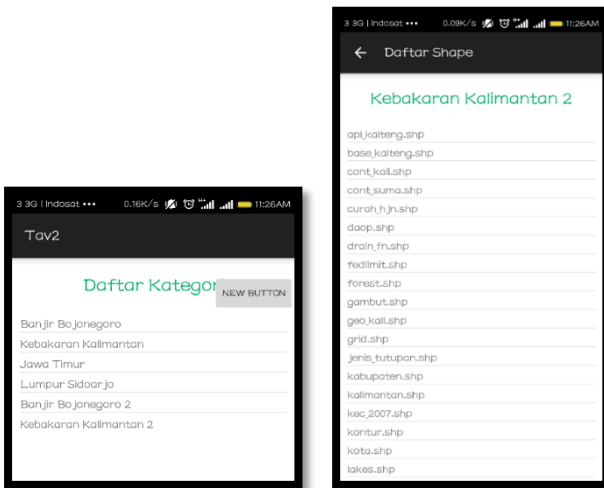 3 3G | Indosat ••• 0.16K/s 11:26AM
Tav2
Daftar Kategor
NEW BUTTON
Banjir Bojonegoro
Kebakaran Kalimantan
Jawa Timur
Lumpur Sidoarjo
Banjir Bojonegoro 2
Kebakaran Kalimantan 2
3 3G | Indosat ••• 0.09K/s 11:26AM
Daftar Shape
Kebakaran Kalimantan 2
api_kalteng.shp
base_kalteng.shp
cont_kali.shp
cont_suma.shp
curah_hjn.shp
daop.shp
drain_fn.shp
fedlimit.shp
forest.shp
gambut.shp
geo_kali.shp
grid.shp
jenis_tutupan.shp
kabupaten.shp
kalimantan.shp
kec_2007.shp
kontur.shp
kota.shp
lakes.shp